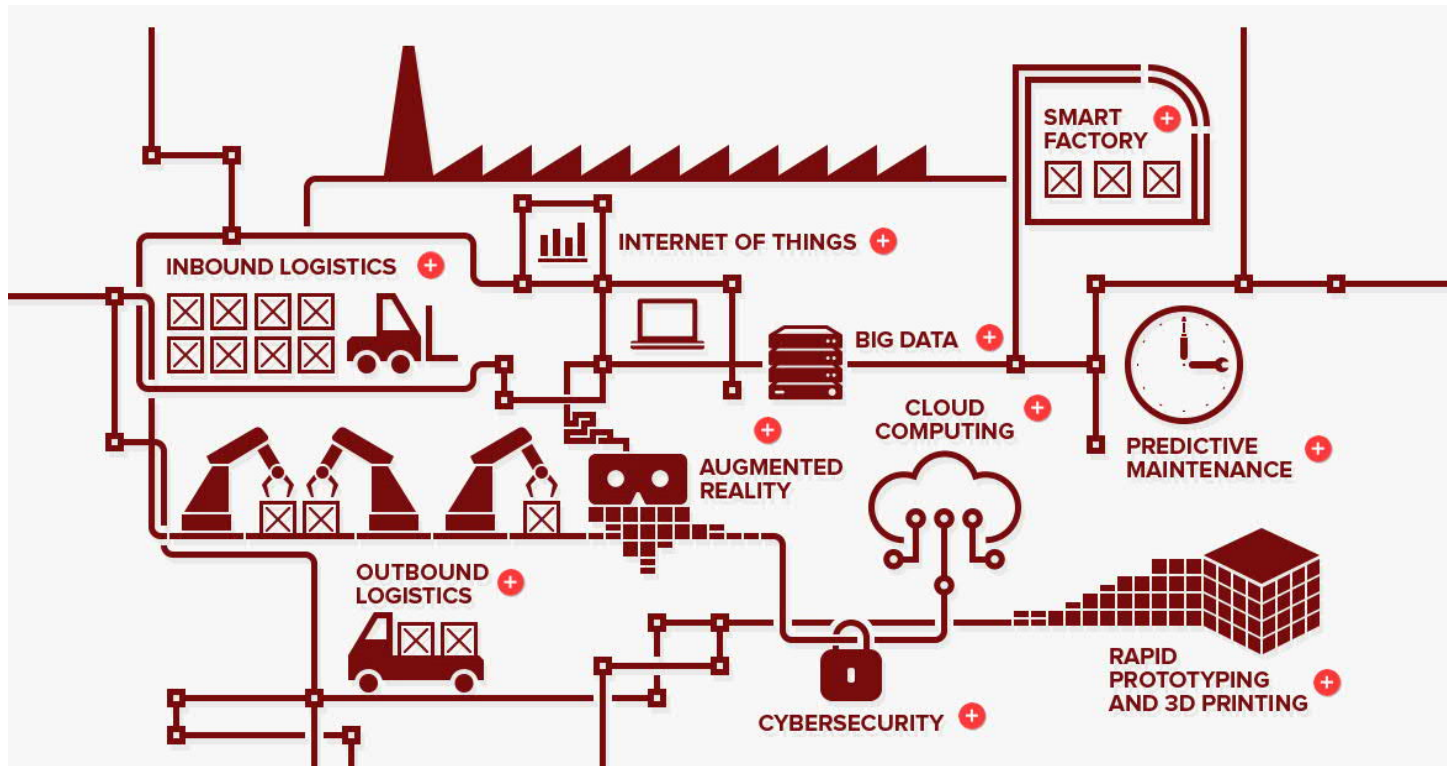 SMART
FACTORY
INTERNET OF THINGS
INBOUND LOGISTICS
BIG DATA
CLOUD
COMPUTING
PREDICTIVE
MAINTENANCE
AUGMENTED
REALITY
OUTBOUND
LOGISTICS
RAPID
PROTOTYPING
AND 3D PRINTING
CYBERSECURITY